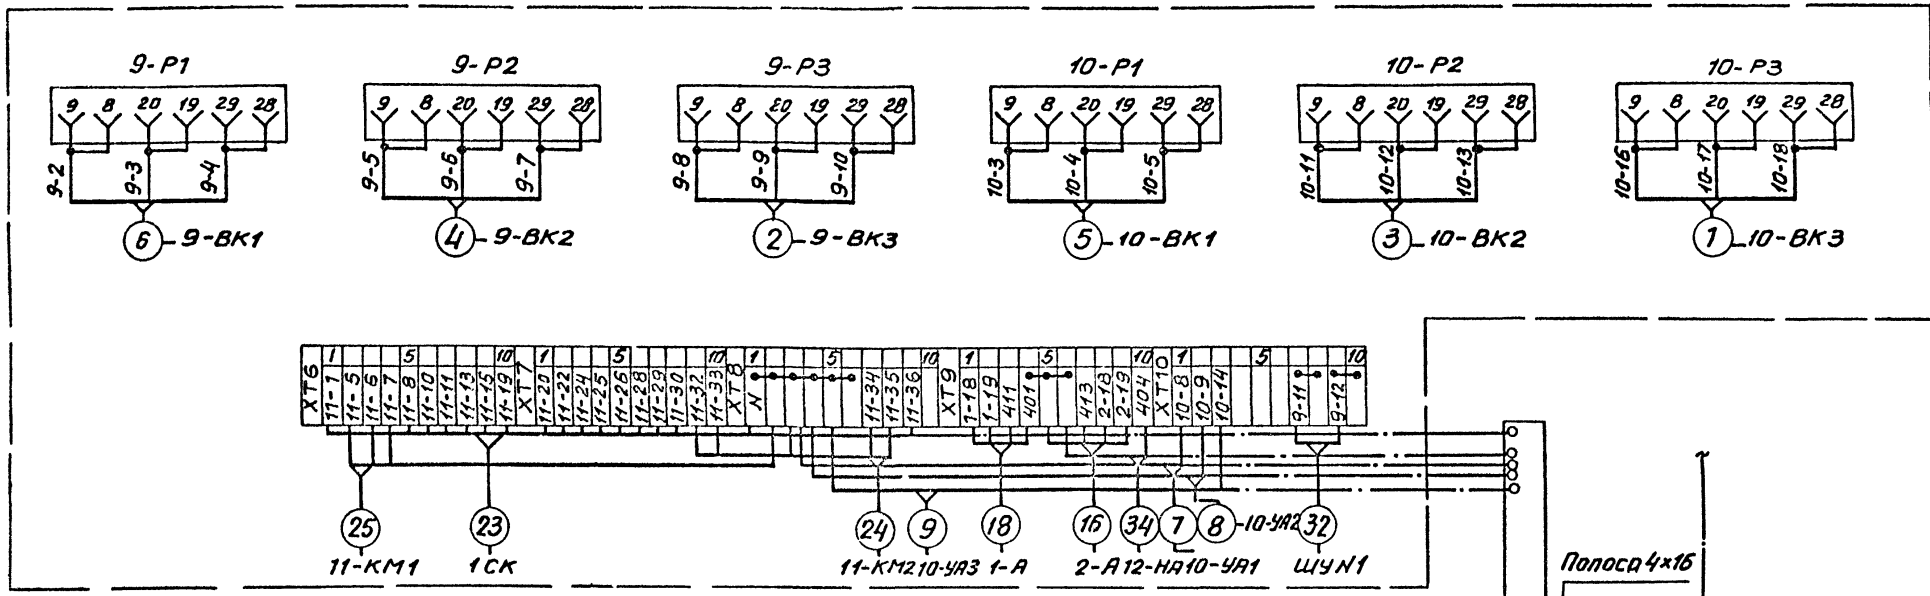 9-Р1 9-Р2 9-Р3 10-Р1 10-Р2 10-Р3
9 8 20 19 29 28 9 8 20 19 29 28 9 8 20 19 29 28 9 8 20 19 29 28 9 8 20 19 29 28 9 8 20 19 29 28
9-2 9-3 9-4 9-5 9-6 9-7 9-8 9-9 9-10 10-3 10-4 10-5 10-11 10-12 10-13 10-16 10-17 10-18
6 9-ВК1 4 9-ВК2 2 9-ВК3 5 10-ВК1 3 10-ВК2 1 10-ВК3
1 5 10 1 5 10 1 5 10 1 5 10 1 5 10
ХТ6 11-1 11-5 11-6 11-7 11-8 11-10 11-11 11-13 11-15 11-19 ХТ7 11-20 11-22 11-24 11-25 11-26 11-28 11-29 11-30 11-32 11-33 ХТ8 N 11-34 11-35 11-36 ХТ9 1-18 1-19 411 401 413 2-18 2-19 404 ХТ10 10-8 10-9 10-14 9-11 9-12
25 23 24 9 18 16 34 7 8 10-УА2 32
11-КМ1 1СК 11-КМ2 10-УА3 1-А 2-А 12-НА 10-УА1 ЩУN1
Полоса 4×16